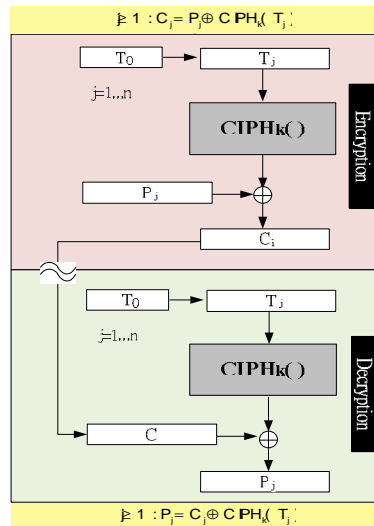 j≥ 1 : Cj= Pj⊕ CIPHk( Tj)
T0
Tj
j=1,..n
CIPHk( )
Encryption
Pj
Ci
T0
Tj
j=1,..n
CIPHk( )
Decryption
C
Pj
j≥ 1 : Pj= Cj⊕ CIPHk( Tj)